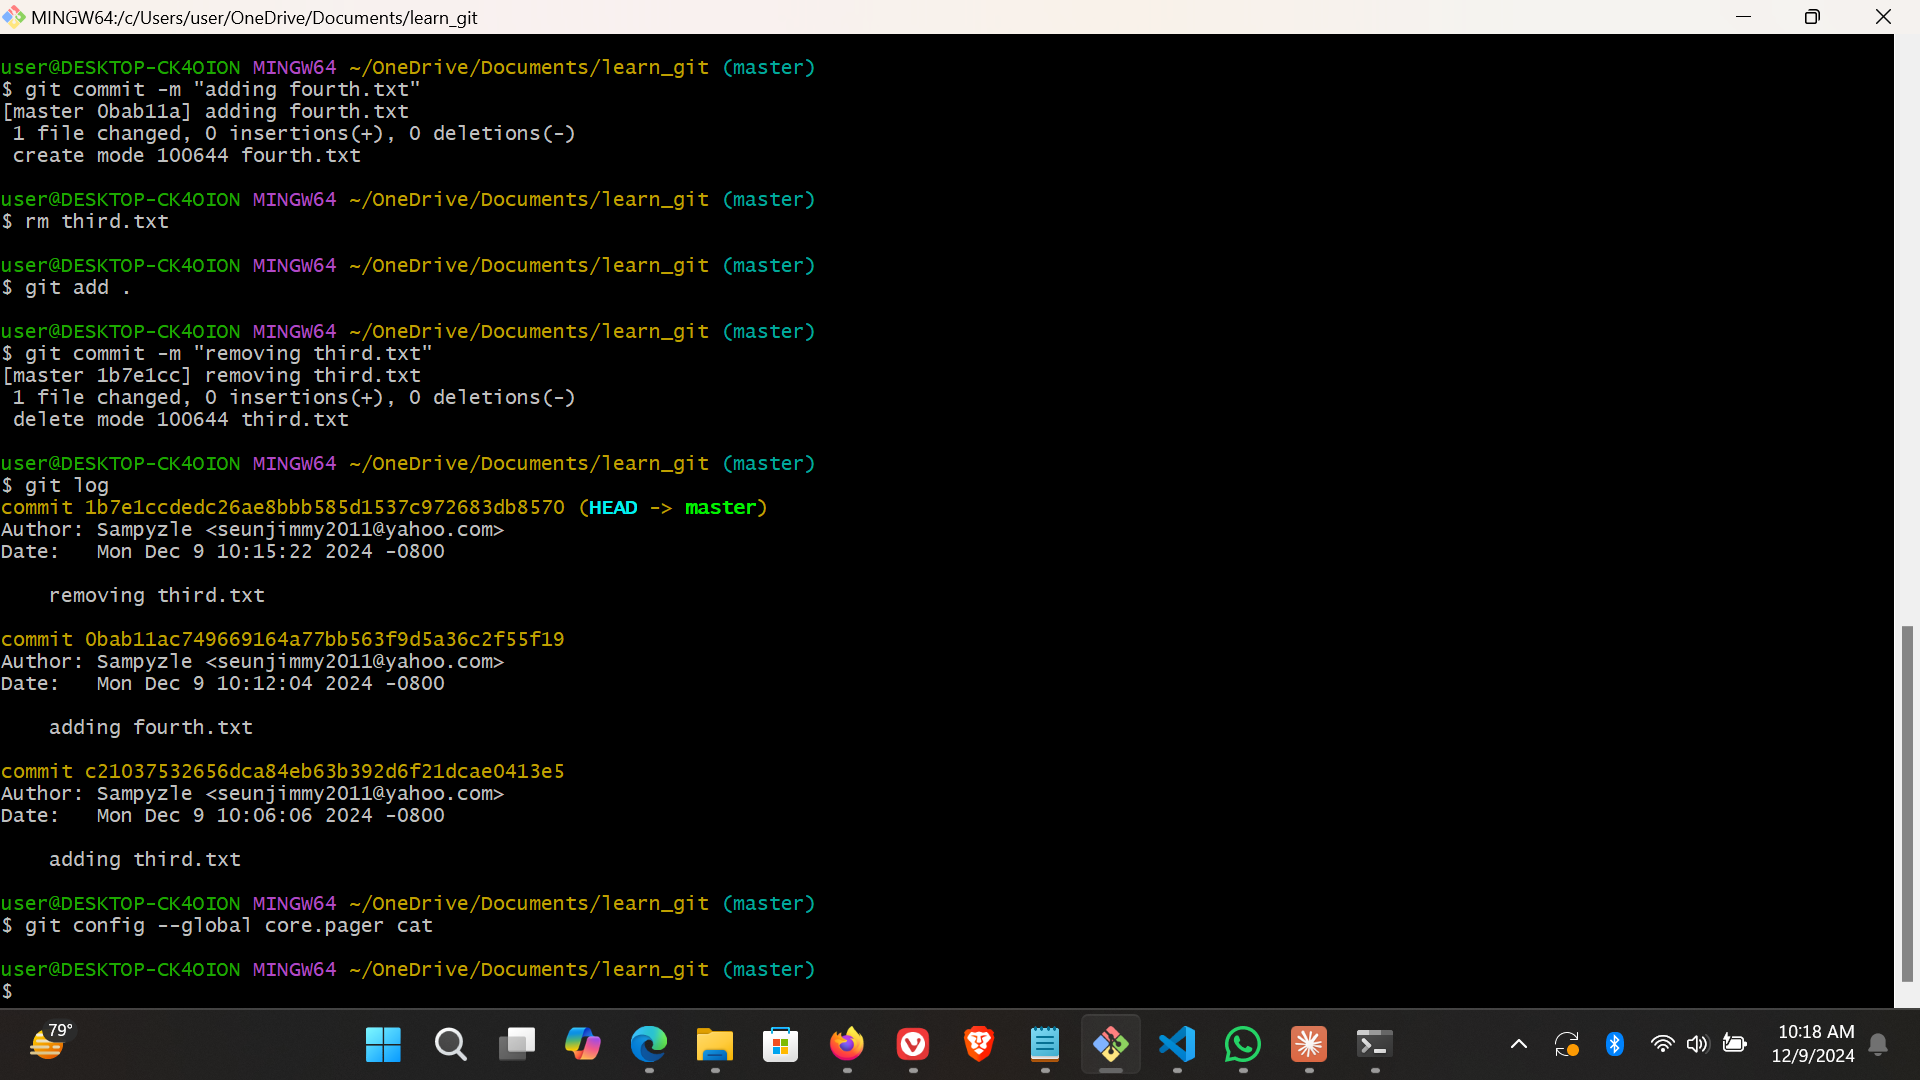 MINGW64:/c/Users/user/OneDrive/Documents/learn_git
user@DESKTOP-CK4OION MINGW64 ~/OneDrive/Documents/learn_git (master)
$ git commit -m "adding fourth.txt"
[master 0bab11a] adding fourth.txt
 1 file changed, 0 insertions(+), 0 deletions(-)
 create mode 100644 fourth.txt
user@DESKTOP-CK4OION MINGW64 ~/OneDrive/Documents/learn_git (master)
$ rm third.txt
user@DESKTOP-CK4OION MINGW64 ~/OneDrive/Documents/learn_git (master)
$ git add .
user@DESKTOP-CK4OION MINGW64 ~/OneDrive/Documents/learn_git (master)
$ git commit -m "removing third.txt"
[master 1b7e1cc] removing third.txt
 1 file changed, 0 insertions(+), 0 deletions(-)
 delete mode 100644 third.txt
user@DESKTOP-CK4OION MINGW64 ~/OneDrive/Documents/learn_git (master)
$ git log
commit 1b7e1ccdedc26ae8bbb585d1537c972683db8570 (HEAD -> master)
Author: Sampyzle <seunjimmy2011@yahoo.com>
Date:   Mon Dec 9 10:15:22 2024 -0800
    removing third.txt
commit 0bab11ac749669164a77bb563f9d5a36c2f55f19
Author: Sampyzle <seunjimmy2011@yahoo.com>
Date:   Mon Dec 9 10:12:04 2024 -0800
    adding fourth.txt
commit c21037532656dca84eb63b392d6f21dcae0413e5
Author: Sampyzle <seunjimmy2011@yahoo.com>
Date:   Mon Dec 9 10:06:06 2024 -0800
    adding third.txt
user@DESKTOP-CK4OION MINGW64 ~/OneDrive/Documents/learn_git (master)
$ git config --global core.pager cat
user@DESKTOP-CK4OION MINGW64 ~/OneDrive/Documents/learn_git (master)
$
79°
10:18 AM
12/9/2024